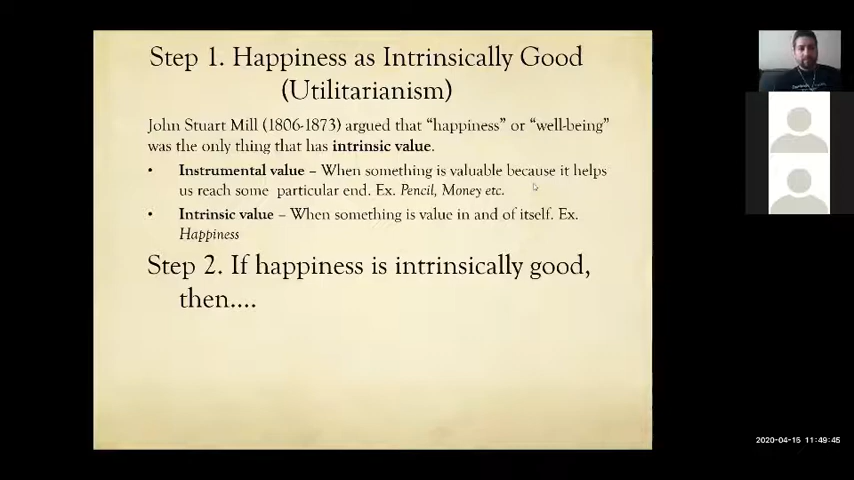 Step 1. Happiness as Intrinsically Good
(Utilitarianism)
John Stuart Mill (1806-1873) argued that “happiness” or “well-being”
was the only thing that has intrinsic value.
• Instrumental value – When something is valuable because it helps
us reach some particular end. Ex. Pencil, Money etc.
• Intrinsic value – When something is value in and of itself. Ex.
Happiness
Step 2. If happiness is intrinsically good,
then....
2020-04-15 11:49:45